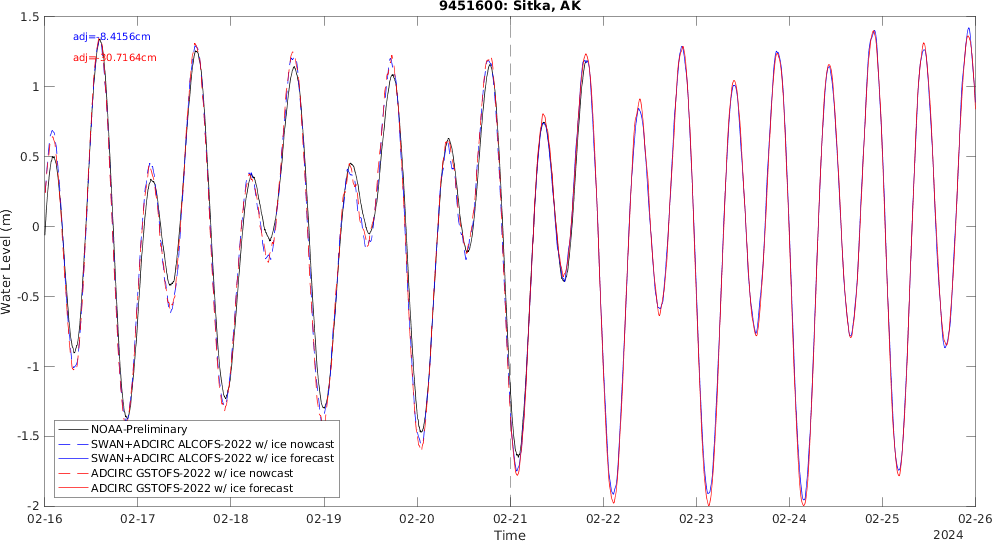 9451600: Sitka, AK
adj=-8.4156cm
adj=-30.7164cm
Water Level (m)
1.5
1
0.5
0
-0.5
-1
-1.5
-2
NOAA-Preliminary
SWAN+ADCIRC ALCOFS-2022 w/ ice nowcast
SWAN+ADCIRC ALCOFS-2022 w/ ice forecast
ADCIRC GSTOFS-2022 w/ ice nowcast
ADCIRC GSTOFS-2022 w/ ice forecast
02-16 02-17 02-18 02-19 02-20 02-21 02-22 02-23 02-24 02-25 02-26
Time
2024